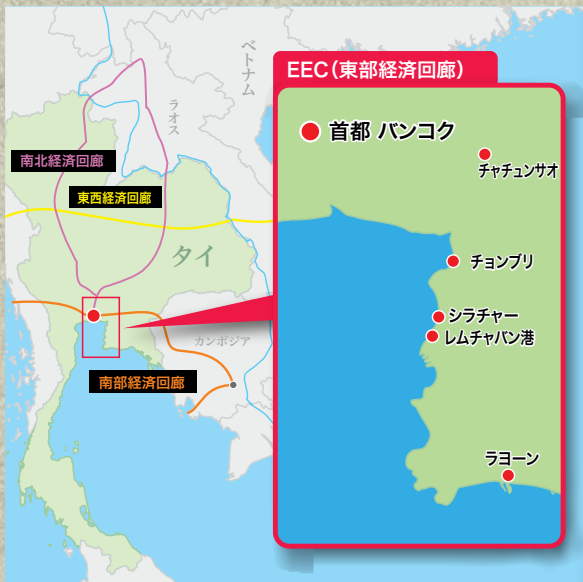 ベトナム
ラオス
南北経済回廊
東西経済回廊
タイ
カンボジア
南部経済回廊
EEC（東部経済回廊）
首都 バンコク
チャチュンサオ
チョンブリ
シラチャー
レムチャバン港
ラヨーン